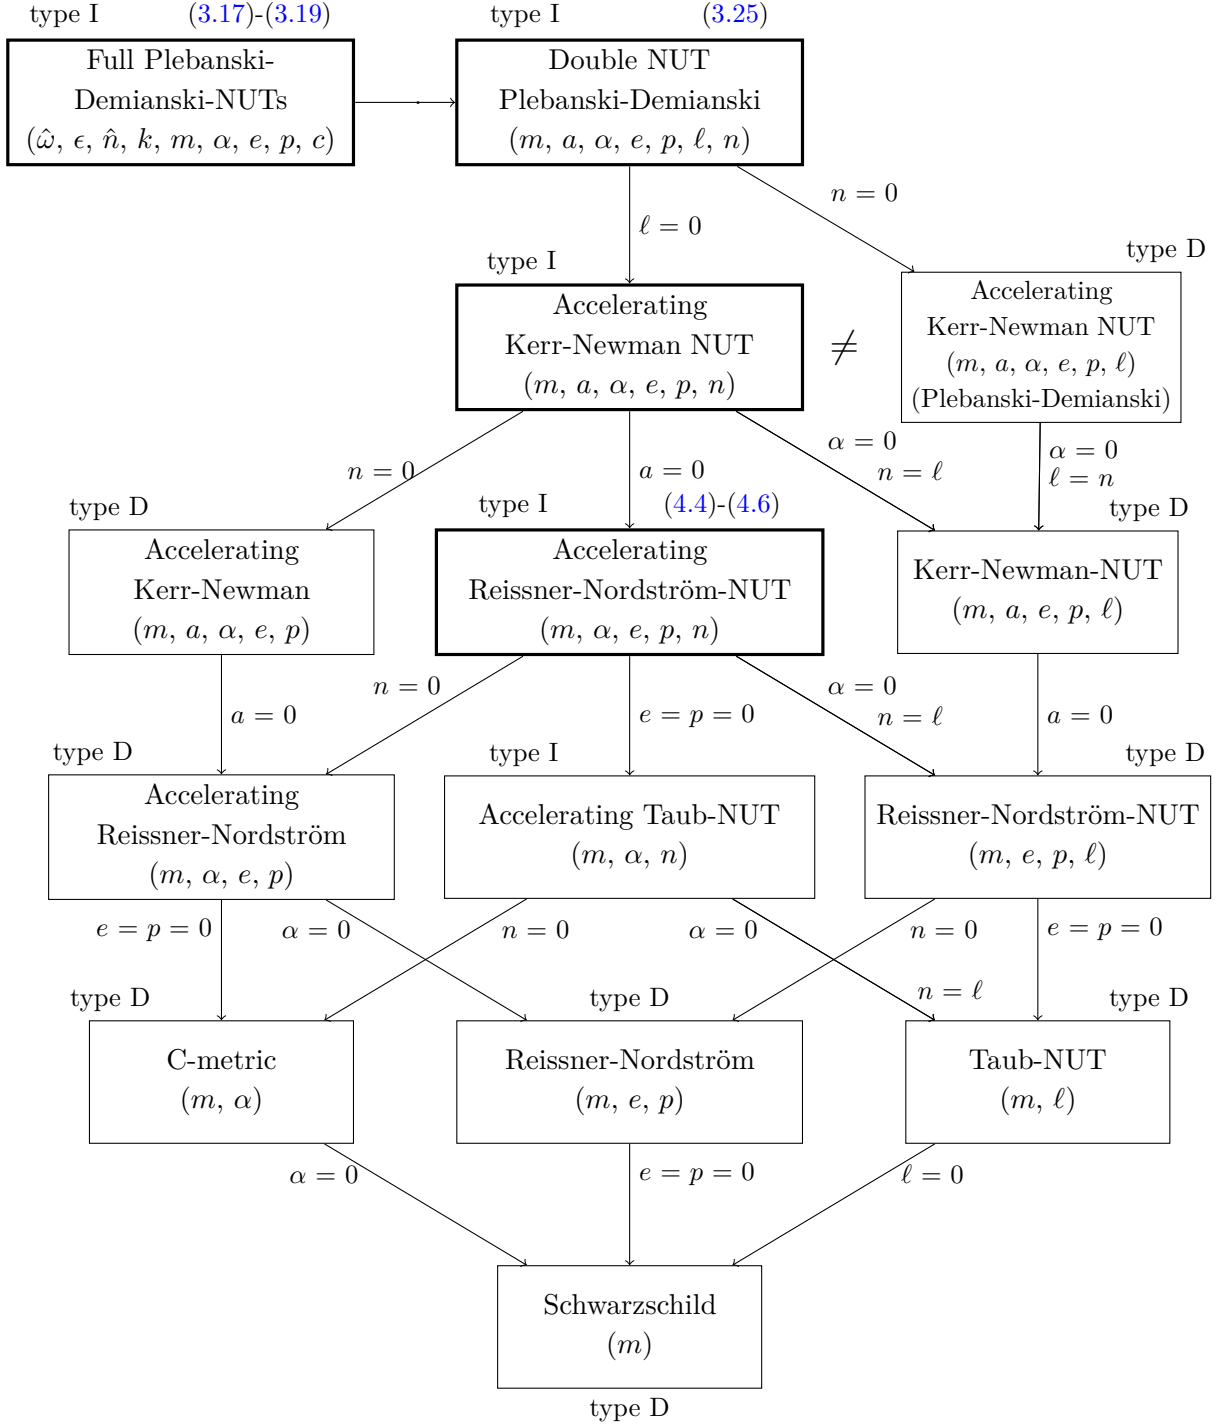 type I (3.17)-(3.19)
Full Plebanski-
Demianski-NUTs
(ω̂, ϵ, n̂, k, m, α, e, p, c)
type I (3.25)
Double NUT
Plebanski-Demianski
(m, a, α, e, p, ℓ, n)
ℓ = 0
n = 0
type I
Accelerating
Kerr-Newman NUT
(m, a, α, e, p, n)
≠
type D
Accelerating
Kerr-Newman NUT
(m, a, α, e, p, ℓ)
(Plebanski-Demianski)
n = 0
a = 0
α = 0
n = ℓ
α = 0
ℓ = n
type D
Accelerating
Kerr-Newman
(m, a, α, e, p)
type I (4.4)-(4.6)
Accelerating
Reissner-Nordström-NUT
(m, α, e, p, n)
type D
Kerr-Newman-NUT
(m, a, e, p, ℓ)
a = 0
n = 0
e = p = 0
α = 0
n = ℓ
a = 0
type D
Accelerating
Reissner-Nordström
(m, α, e, p)
type I
Accelerating Taub-NUT
(m, α, n)
type D
Reissner-Nordström-NUT
(m, e, p, ℓ)
e = p = 0
α = 0
n = 0
α = 0
n = ℓ
n = 0
e = p = 0
type D
C-metric
(m, α)
type D
Reissner-Nordström
(m, e, p)
type D
Taub-NUT
(m, ℓ)
α = 0
e = p = 0
ℓ = 0
Schwarzschild
(m)
type D